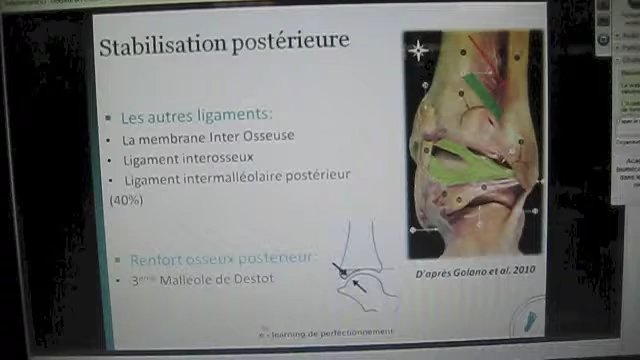 Stabilisation postérieure
Les autres ligaments:
La membrane Inter Osseuse
Ligament interosseux
Ligament intermalléolaire postérieur
(40%)
Renfort osseux postérieur:
3ème Malléole de Destot
D'après Golano et al. 2010
e - learning de perfectionnement